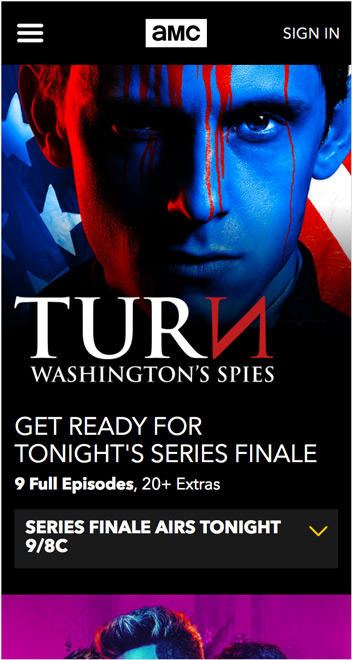 amc
SIGN IN
TURN
WASHINGTON'S SPIES
GET READY FOR
TONIGHT'S SERIES FINALE
9 Full Episodes, 20+ Extras
SERIES FINALE AIRS TONIGHT
9/8C